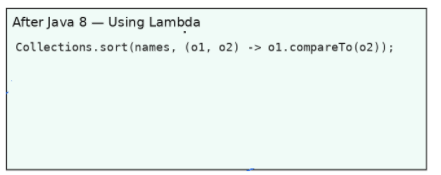 After Java 8 — Using Lambda
Collections.sort(names, (o1, o2) -> o1.compareTo(o2));